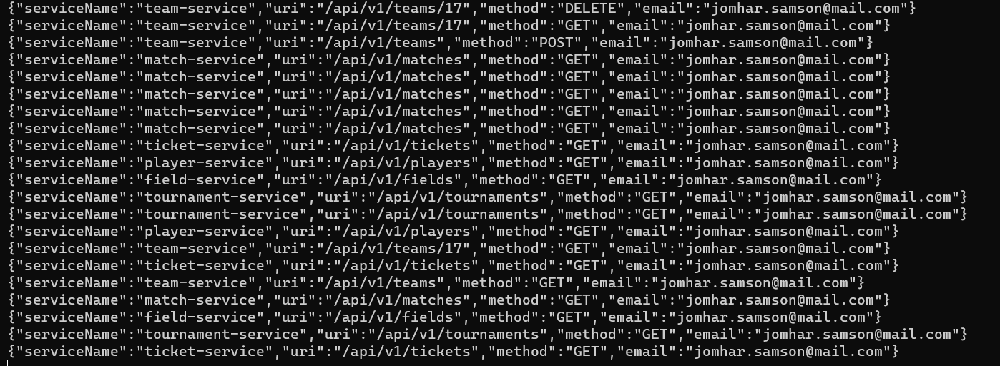 {"serviceName":"team-service","uri":"/api/v1/teams/17","method":"DELETE","email":"jomhar.samson@mail.com"}
{"serviceName":"team-service","uri":"/api/v1/teams/17","method":"GET","email":"jomhar.samson@mail.com"}
{"serviceName":"team-service","uri":"/api/v1/teams","method":"POST","email":"jomhar.samson@mail.com"}
{"serviceName":"match-service","uri":"/api/v1/matches","method":"GET","email":"jomhar.samson@mail.com"}
{"serviceName":"match-service","uri":"/api/v1/matches","method":"GET","email":"jomhar.samson@mail.com"}
{"serviceName":"match-service","uri":"/api/v1/matches","method":"GET","email":"jomhar.samson@mail.com"}
{"serviceName":"match-service","uri":"/api/v1/matches","method":"GET","email":"jomhar.samson@mail.com"}
{"serviceName":"match-service","uri":"/api/v1/matches","method":"GET","email":"jomhar.samson@mail.com"}
{"serviceName":"ticket-service","uri":"/api/v1/tickets","method":"GET","email":"jomhar.samson@mail.com"}
{"serviceName":"player-service","uri":"/api/v1/players","method":"GET","email":"jomhar.samson@mail.com"}
{"serviceName":"field-service","uri":"/api/v1/fields","method":"GET","email":"jomhar.samson@mail.com"}
{"serviceName":"tournament-service","uri":"/api/v1/tournaments","method":"GET","email":"jomhar.samson@mail.com"}
{"serviceName":"tournament-service","uri":"/api/v1/tournaments","method":"GET","email":"jomhar.samson@mail.com"}
{"serviceName":"player-service","uri":"/api/v1/players","method":"GET","email":"jomhar.samson@mail.com"}
{"serviceName":"team-service","uri":"/api/v1/teams/17","method":"GET","email":"jomhar.samson@mail.com"}
{"serviceName":"ticket-service","uri":"/api/v1/tickets","method":"GET","email":"jomhar.samson@mail.com"}
{"serviceName":"team-service","uri":"/api/v1/teams","method":"GET","email":"jomhar.samson@mail.com"}
{"serviceName":"match-service","uri":"/api/v1/matches","method":"GET","email":"jomhar.samson@mail.com"}
{"serviceName":"field-service","uri":"/api/v1/fields","method":"GET","email":"jomhar.samson@mail.com"}
{"serviceName":"tournament-service","uri":"/api/v1/tournaments","method":"GET","email":"jomhar.samson@mail.com"}
{"serviceName":"ticket-service","uri":"/api/v1/tickets","method":"GET","email":"jomhar.samson@mail.com"}